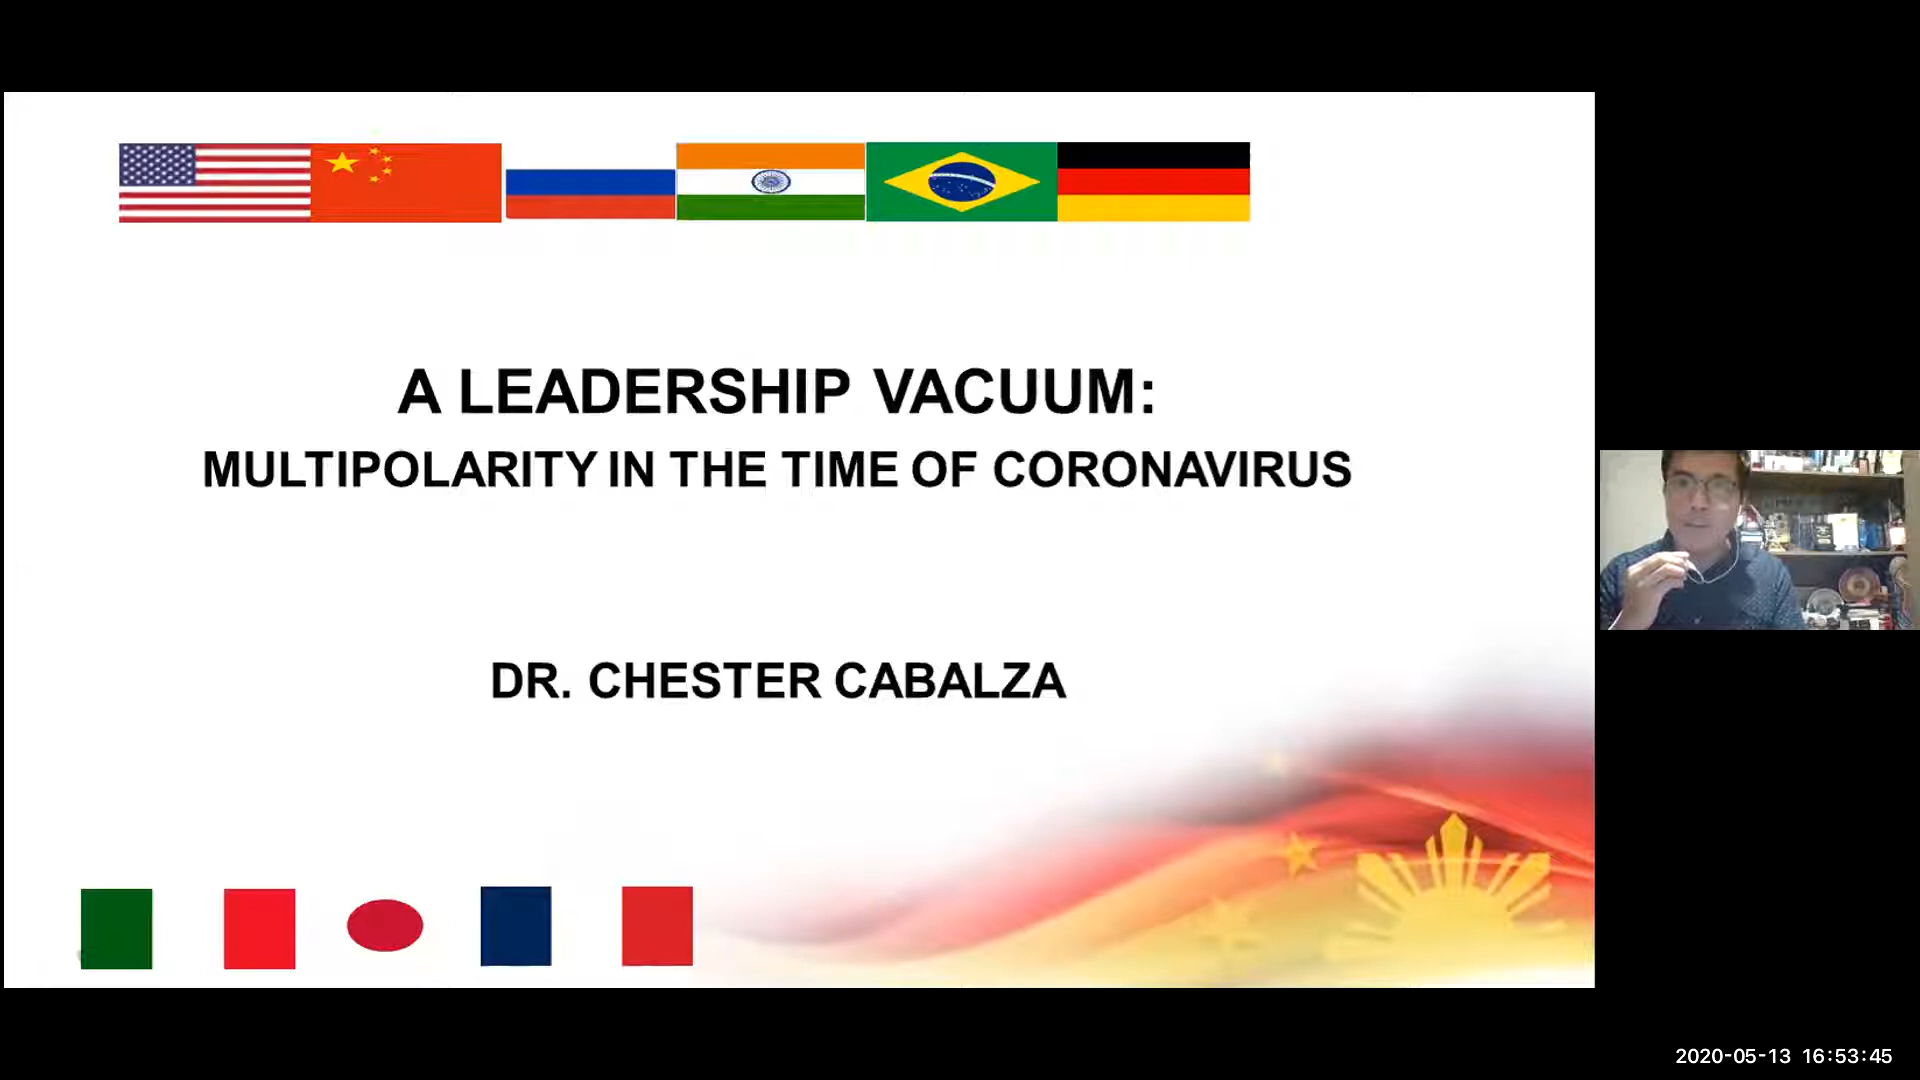 A LEADERSHIP VACUUM:
MULTIPOLARITY IN THE TIME OF CORONAVIRUS
DR. CHESTER CABALZA
2020-05-13 16:53:45